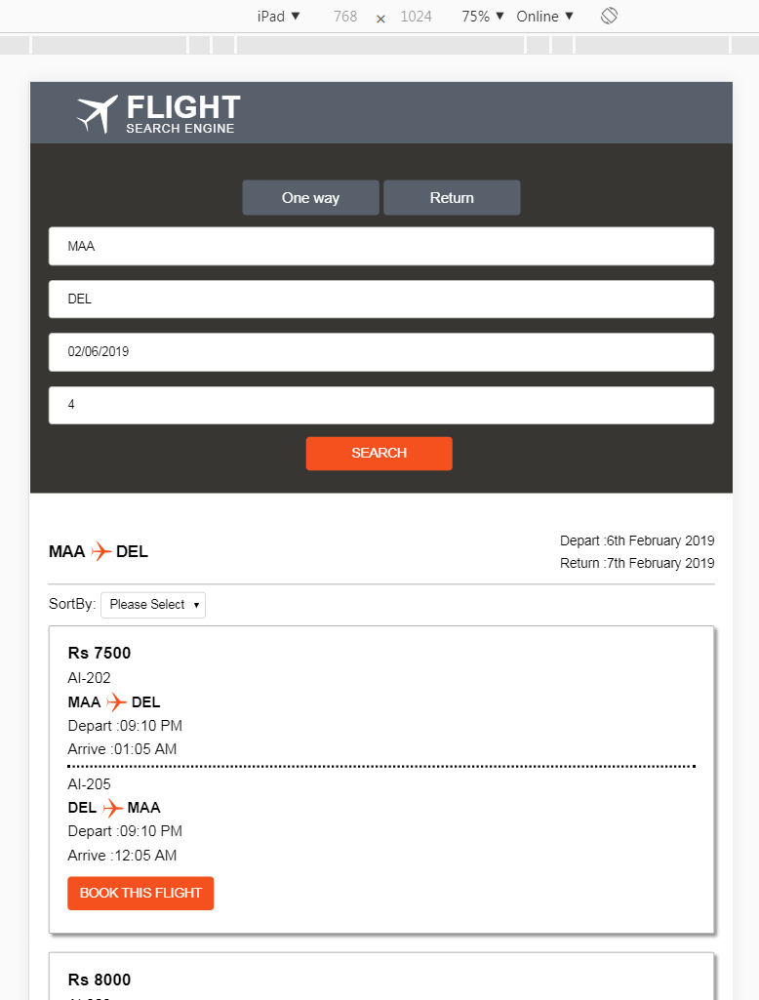 iPad ▼ 768 × 1024 75% ▼ Online ▼
FLIGHT
SEARCH ENGINE
One way Return
MAA
DEL
02/06/2019
4
SEARCH
MAA DEL
Depart :6th February 2019
Return :7th February 2019
SortBy: Please Select ▾
Rs 7500
AI-202
MAA DEL
Depart :09:10 PM
Arrive :01:05 AM
AI-205
DEL MAA
Depart :09:10 PM
Arrive :12:05 AM
BOOK THIS FLIGHT
Rs 8000